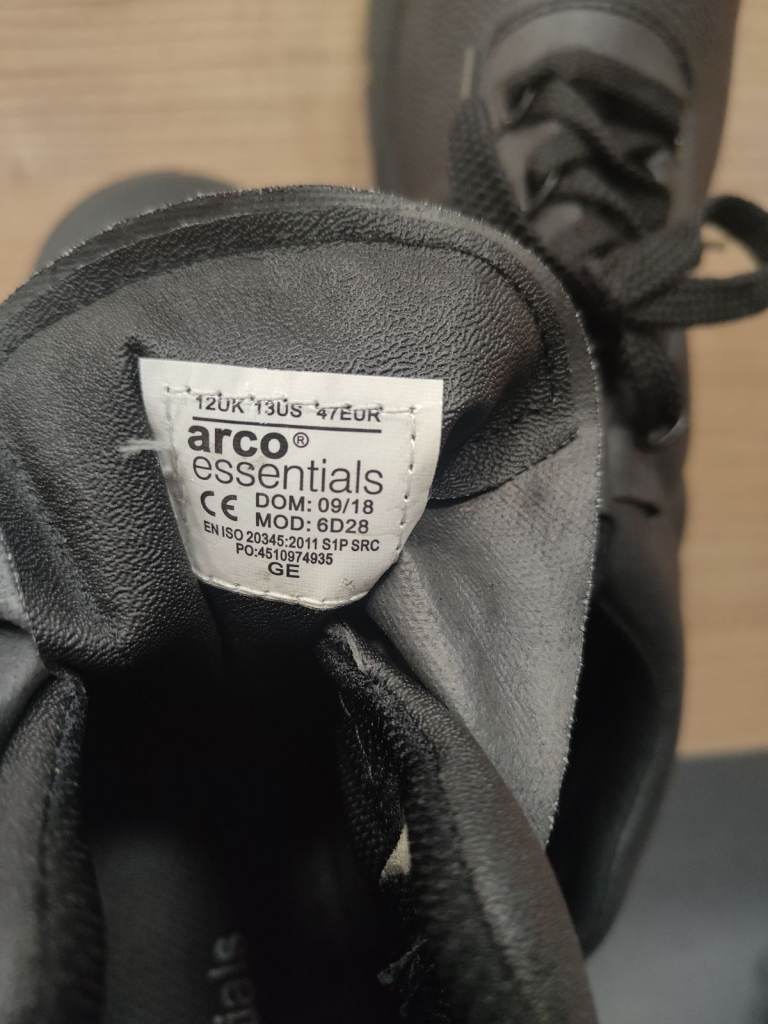 12UK 13US 47EUR
arco®
essentials
CE DOM: 09/18
MOD: 6D28
EN ISO 20345:2011 S1P SRC
PO:4510974935
GE